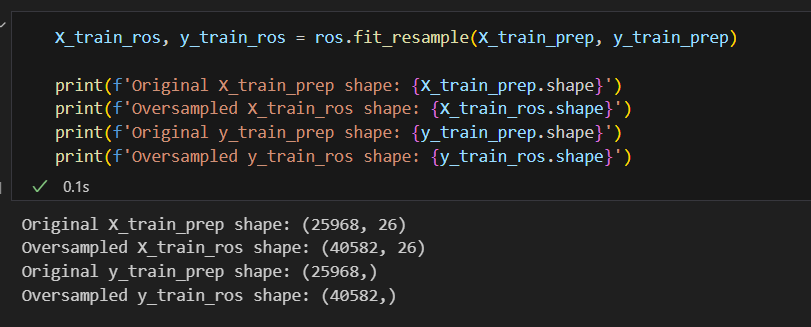 X_train_ros, y_train_ros = ros.fit_resample(X_train_prep, y_train_prep)
print(f'Original X_train_prep shape: {X_train_prep.shape}')
print(f'Oversampled X_train_ros shape: {X_train_ros.shape}')
print(f'Original y_train_prep shape: {y_train_prep.shape}')
print(f'Oversampled y_train_ros shape: {y_train_ros.shape}')
0.1s
Original X_train_prep shape: (25968, 26)
Oversampled X_train_ros shape: (40582, 26)
Original y_train_prep shape: (25968,)
Oversampled y_train_ros shape: (40582,)